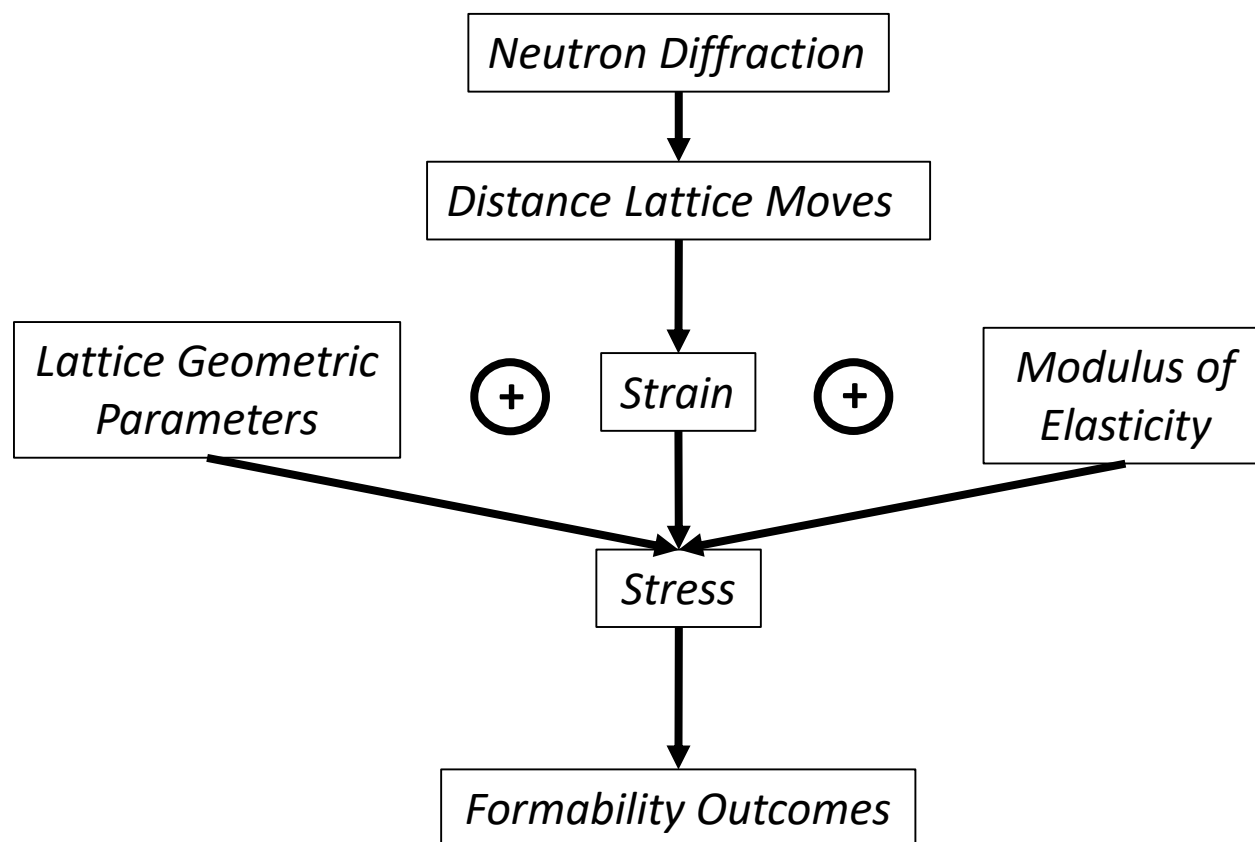 Neutron Diffraction
Distance Lattice Moves
Lattice Geometric
Parameters
+
Strain
+
Modulus of
Elasticity
Stress
Formability Outcomes